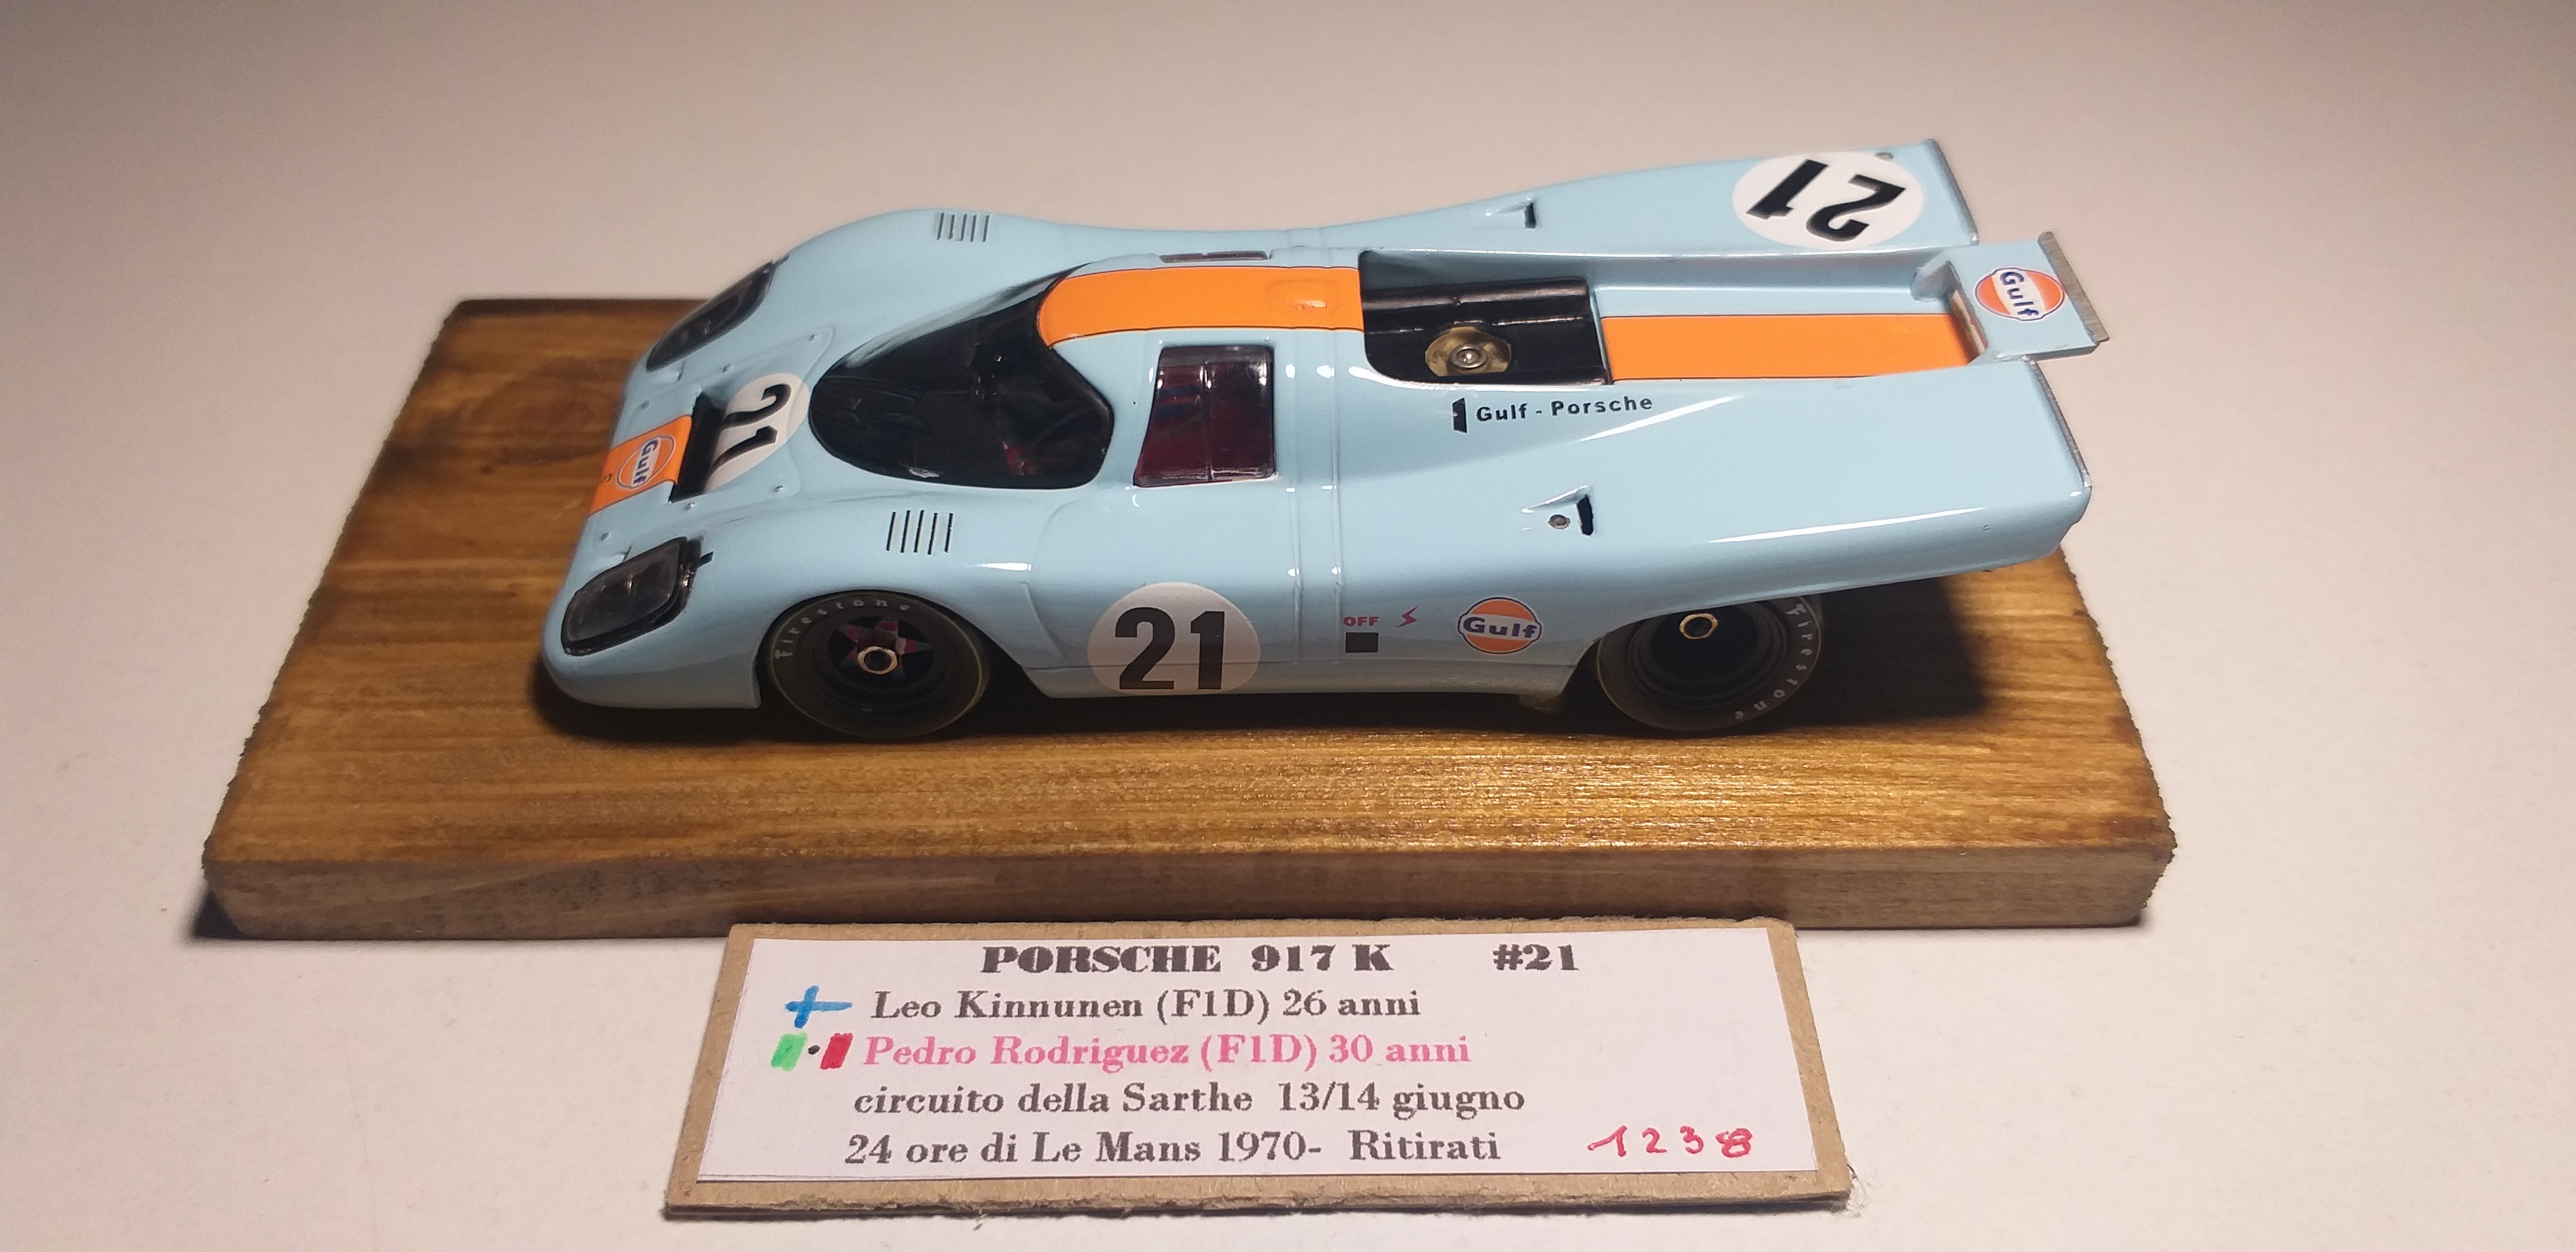 21
Gulf
21
Gulf
Gulf - Porsche
21
OFF
Gulf
Firestone
Firestone
PORSCHE 917 K #21
Leo Kinnunen (F1D) 26 anni
Pedro Rodriguez (F1D) 30 anni
circuito della Sarthe 13/14 giugno
24 ore di Le Mans 1970- Ritirati 1238